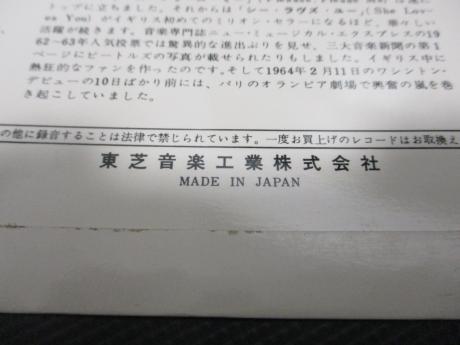 トップに立ちました。それからは「シー・ラヴズ・ユー」(She Lov-
es You) がイギリス初めてのミリオン・セラーになるほど、華々しい
活躍が続きます。音楽専門誌ニュー・ミュージカル・エクスプレスの19
62~63年人気投票では驚異的な進出ぶりを見せ、三大音楽新聞の第1
ページにビートルズの写真が載せられたりもしました。イギリス中に
熱狂的なファンを作ったのです。そして1964年2月11日のワシントン・
デビューの10日ばかり前には、パリのオランピア劇場で興奮の嵐を巻
き起こしていました。
の他に録音することは法律で禁じられています。一度お買上げのレコードはお取換え
東芝音楽工業株式会社
MADE IN JAPAN